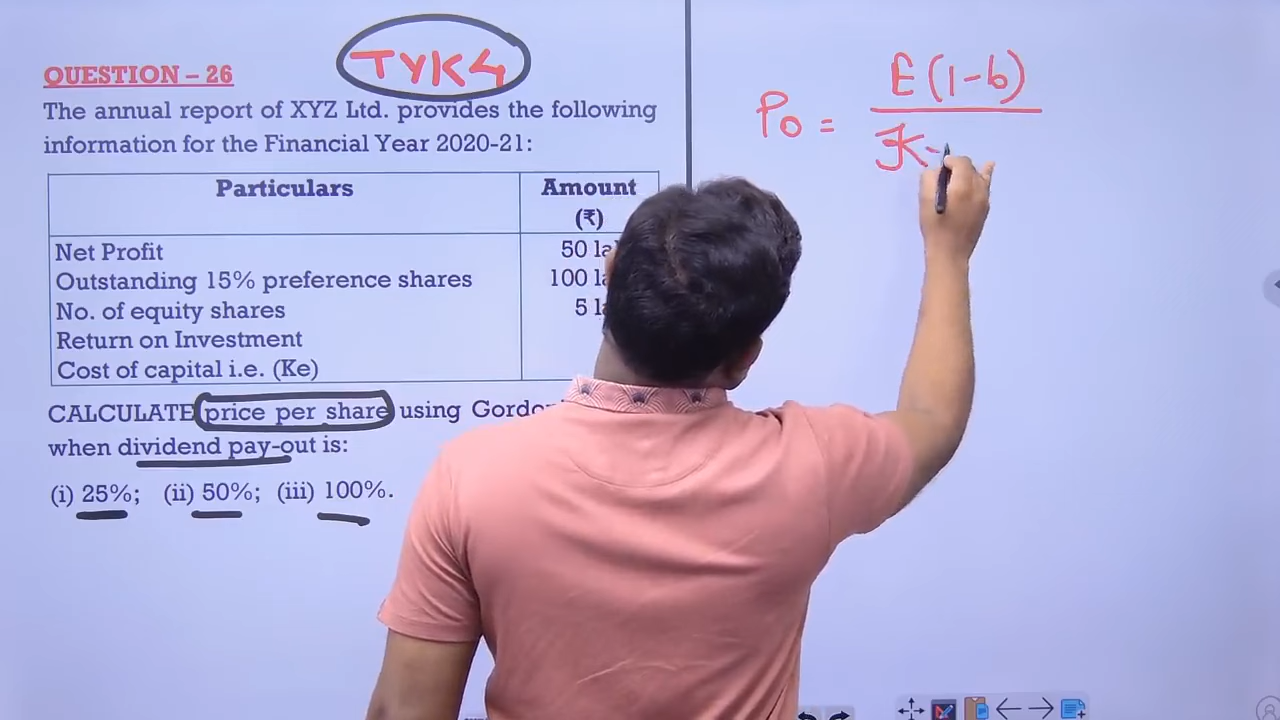 TYK4
QUESTION – 26
The annual report of XYZ Ltd. provides the following
information for the Financial Year 2020-21:
Particulars Amount
(₹)
Net Profit 50
Outstanding 15% preference shares 100
No. of equity shares 5
Return on Investment
Cost of capital i.e. (Ke)
CALCULATE price per share using
when dividend pay-out is:
(i) 25%; (ii) 50%; (iii) 100%.
P0 = E(1-b)
K-